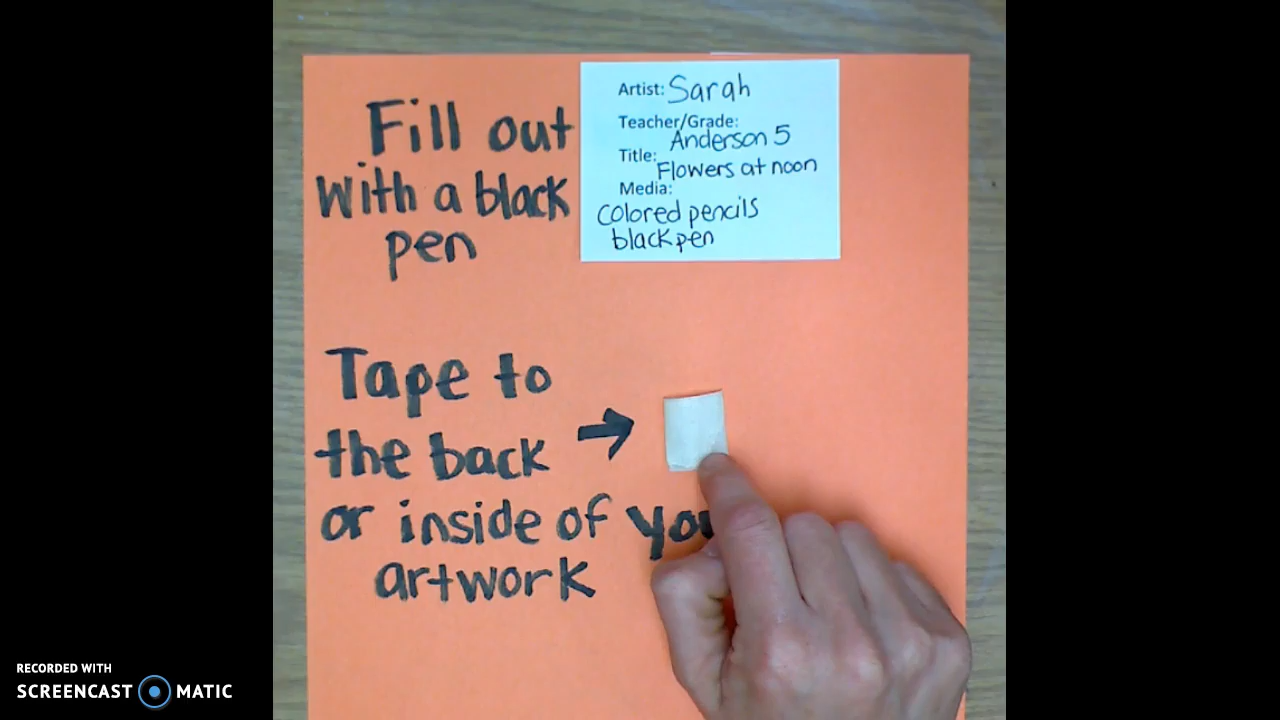 Fill out
with a black
pen
Artist: Sarah
Teacher/Grade:
Anderson 5
Title:
Flowers at noon
Media:
colored pencils
black pen
Tape to
the back →
or inside of
artwork
RECORDED WITH
SCREENCAST MATIC